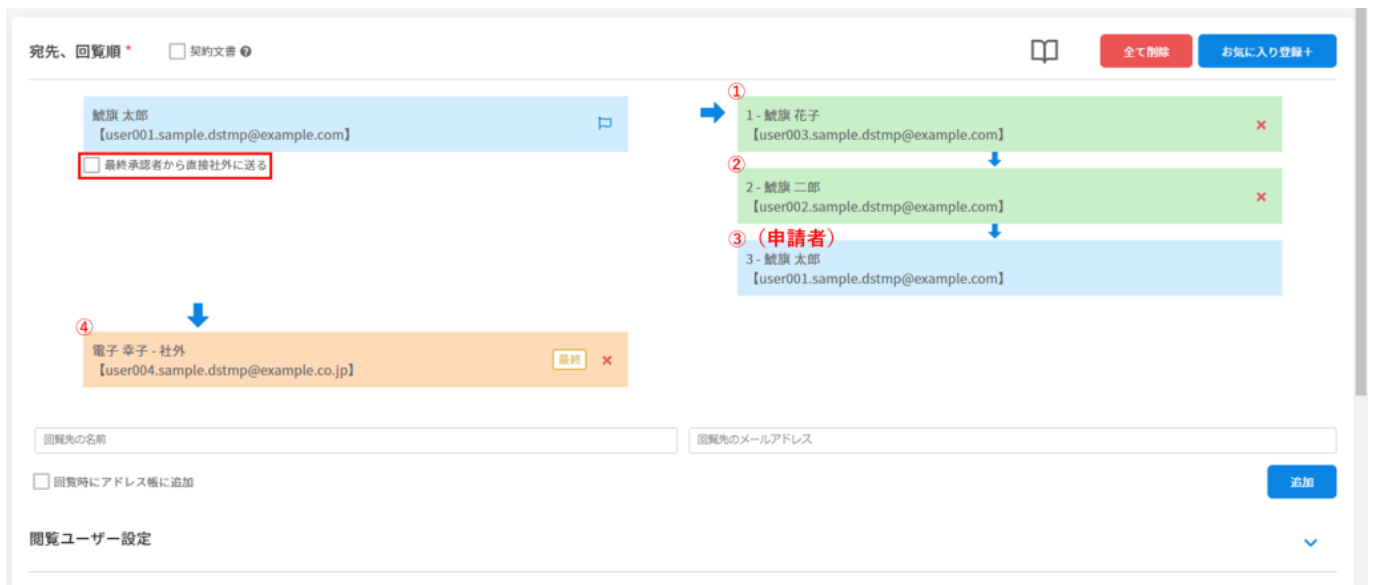 宛先、回覧順 *
契約文書
全て削除
お気に入り登録+
鯱旗 太郎
【user001.sample.dstmp@example.com】
最終承認者から直接社外に送る
①
1 - 鯱旗 花子
【user003.sample.dstmp@example.com】
②
2 - 鯱旗 二郎
【user002.sample.dstmp@example.com】
③（申請者）
3 - 鯱旗 太郎
【user001.sample.dstmp@example.com】
④
電子 幸子 - 社外
【user004.sample.dstmp@example.co.jp】
最終
回覧先の名前
回覧先のメールアドレス
回覧時にアドレス帳に追加
追加
閲覧ユーザー設定